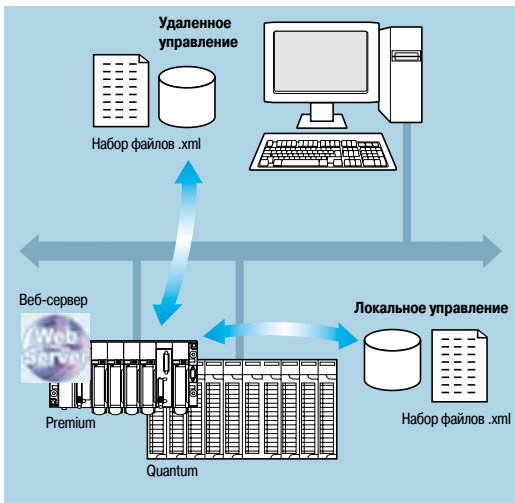 Удаленное
управление
Набор файлов .xml
Веб-сервер
Web
Server
Локальное управление
Набор файлов .xml
Premium
Quantum